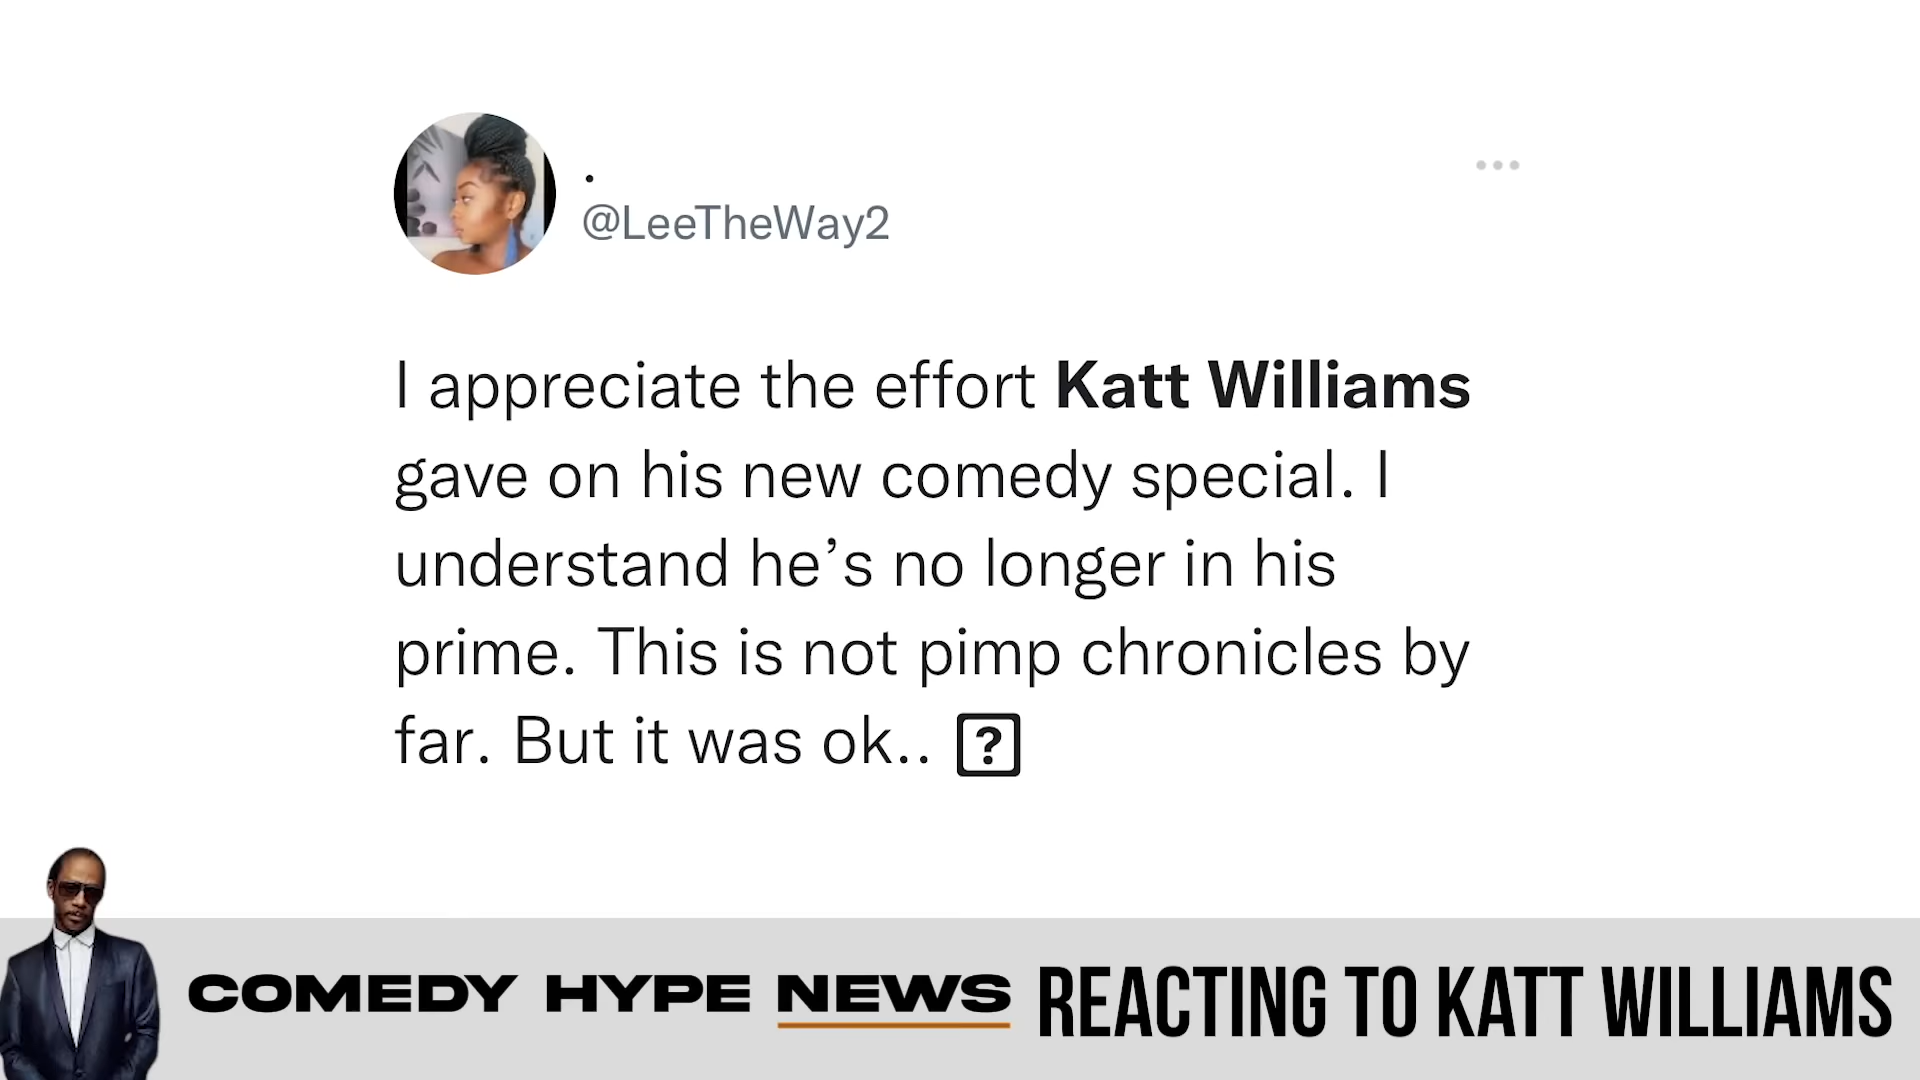 .
@LeeTheWay2
I appreciate the effort Katt Williams
gave on his new comedy special. I
understand he’s no longer in his
prime. This is not pimp chronicles by
far. But it was ok.. ?
COMEDY HYPE NEWS REACTING TO KATT WILLIAMS